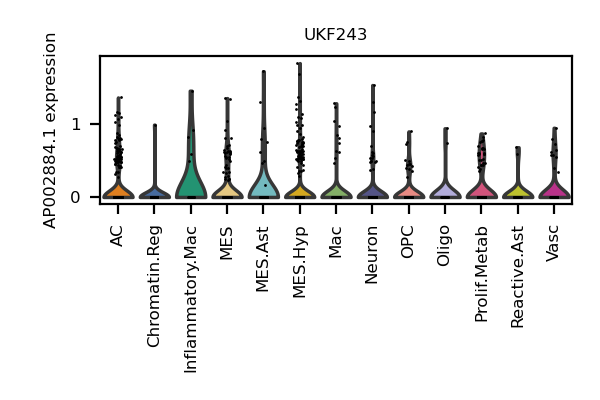 UKF243
AP002884.1 expression
1
0
AC
Chromatin.Reg
Inflammatory.Mac
MES
MES.Ast
MES.Hyp
Mac
Neuron
OPC
Oligo
Prolif.Metab
Reactive.Ast
Vasc